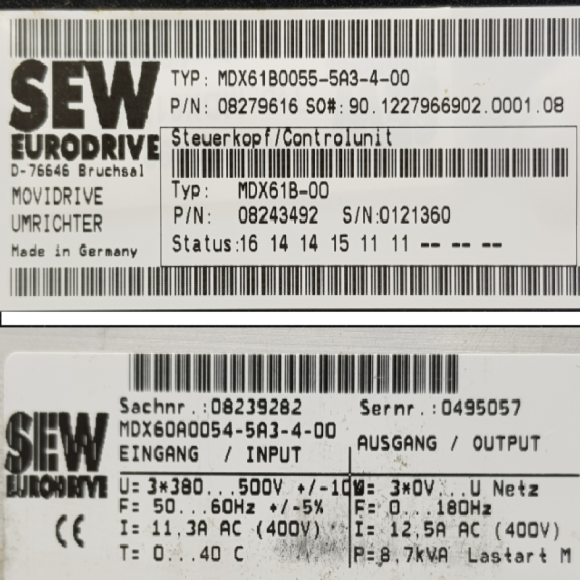 SEW
EURODRIVE
D-76646 Bruchsal
MOVIDRIVE
UMRICHTER
Made in Germany
TYP: MDX61B0055-5A3-4-00
P/N: 08279616 SO#: 90.1227966902.0001.08
Steuerkopf/Controlunit
Typ: MDX61B-00
P/N: 08243492 S/N:0121360
Status:16 14 14 15 11 11 -- -- --
SEW
EURODRIVE
CE
Sachnr.:08239282 Sernr.:0495057
MDX60A0054-5A3-4-00
EINGANG / INPUT
U= 3*380...500V +/-10%
F= 50...60Hz +/-5%
I= 11,3A AC (400V)
T= 0...40 C
AUSGANG / OUTPUT
U= 3*0V...U Netz
F= 0...180Hz
I= 12,5A AC (400V)
P=8,7kVA Lastart M